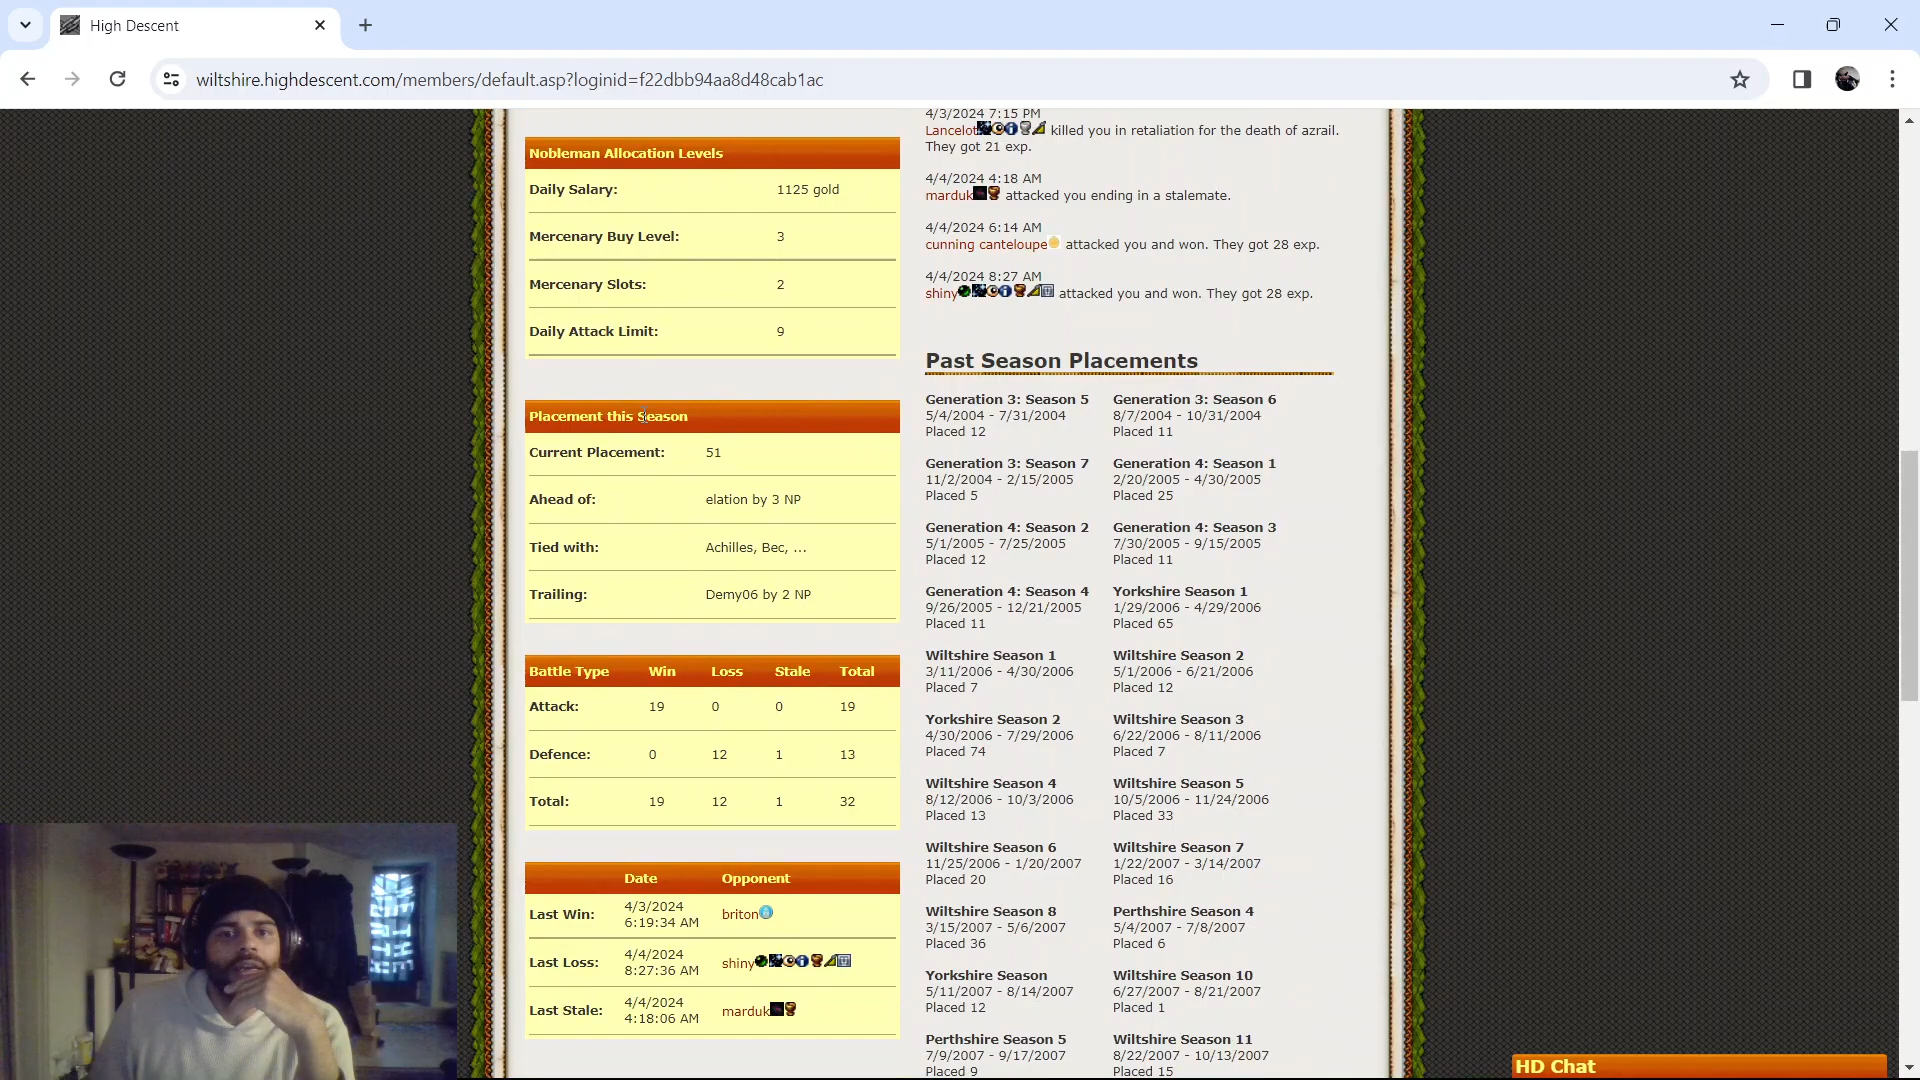 High Descent
wiltshire.highdescent.com/members/default.asp?loginid=f22dbb94aa8d48cab1ac
Nobleman Allocation Levels
Daily Salary: 1125 gold
Mercenary Buy Level: 3
Mercenary Slots: 2
Daily Attack Limit: 9
Placement this Season
Current Placement: 51
Ahead of: elation by 3 NP
Tied with: Achilles, Bec, ...
Trailing: Demy06 by 2 NP
Battle Type Win Loss Stale Total
Attack: 19 0 0 19
Defence: 0 12 1 13
Total: 19 12 1 32
Date Opponent
Last Win: 4/3/2024 6:19:34 AM briton
Last Loss: 4/4/2024 8:27:36 AM shiny
Last Stale: 4/4/2024 4:18:06 AM marduk
4/3/2024 7:15 PM
Lancelot killed you in retaliation for the death of azrail.
They got 21 exp.
4/4/2024 4:18 AM
marduk attacked you ending in a stalemate.
4/4/2024 6:14 AM
cunning canteloupe attacked you and won. They got 28 exp.
4/4/2024 8:27 AM
shiny attacked you and won. They got 28 exp.
Past Season Placements
Generation 3: Season 5 Generation 3: Season 6
5/4/2004 - 7/31/2004 8/7/2004 - 10/31/2004
Placed 12 Placed 11
Generation 3: Season 7 Generation 4: Season 1
11/2/2004 - 2/15/2005 2/20/2005 - 4/30/2005
Placed 5 Placed 25
Generation 4: Season 2 Generation 4: Season 3
5/1/2005 - 7/25/2005 7/30/2005 - 9/15/2005
Placed 12 Placed 11
Generation 4: Season 4 Yorkshire Season 1
9/26/2005 - 12/21/2005 1/29/2006 - 4/29/2006
Placed 11 Placed 65
Wiltshire Season 1 Wiltshire Season 2
3/11/2006 - 4/30/2006 5/1/2006 - 6/21/2006
Placed 7 Placed 12
Yorkshire Season 2 Wiltshire Season 3
4/30/2006 - 7/29/2006 6/22/2006 - 8/11/2006
Placed 74 Placed 7
Wiltshire Season 4 Wiltshire Season 5
8/12/2006 - 10/3/2006 10/5/2006 - 11/24/2006
Placed 13 Placed 33
Wiltshire Season 6 Wiltshire Season 7
11/25/2006 - 1/20/2007 1/22/2007 - 3/14/2007
Placed 20 Placed 16
Wiltshire Season 8 Perthshire Season 4
3/15/2007 - 5/6/2007 5/4/2007 - 7/8/2007
Placed 36 Placed 6
Yorkshire Season Wiltshire Season 10
5/11/2007 - 8/14/2007 6/27/2007 - 8/21/2007
Placed 12 Placed 1
Perthshire Season 5 Wiltshire Season 11
7/9/2007 - 9/17/2007 8/22/2007 - 10/13/2007
Placed 9 Placed 15
HD Chat